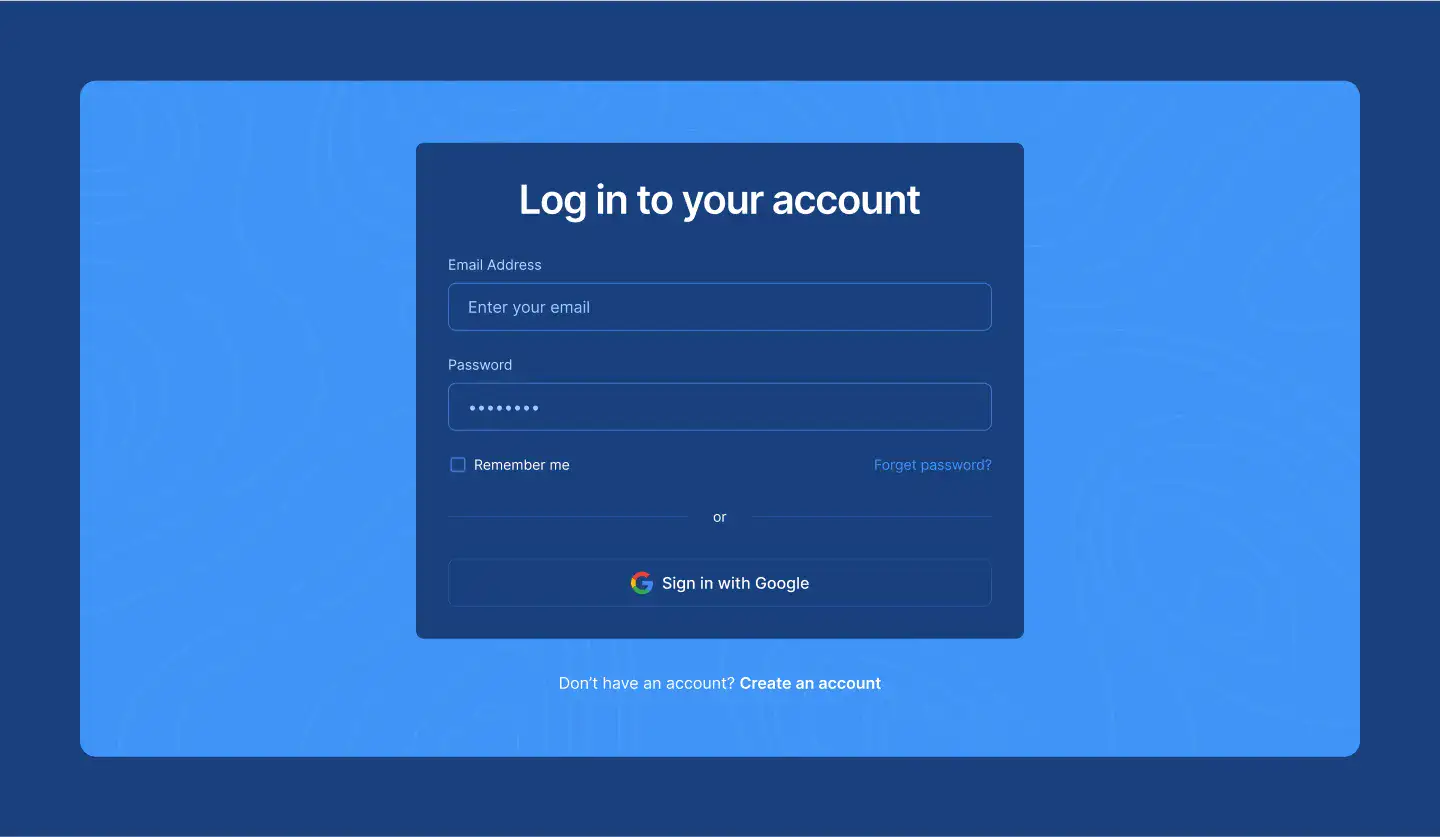 Log in to your account
Email Address
Enter your email
Password
••••••••
Remember me Forget password?
or
Sign in with Google
Don’t have an account? Create an account